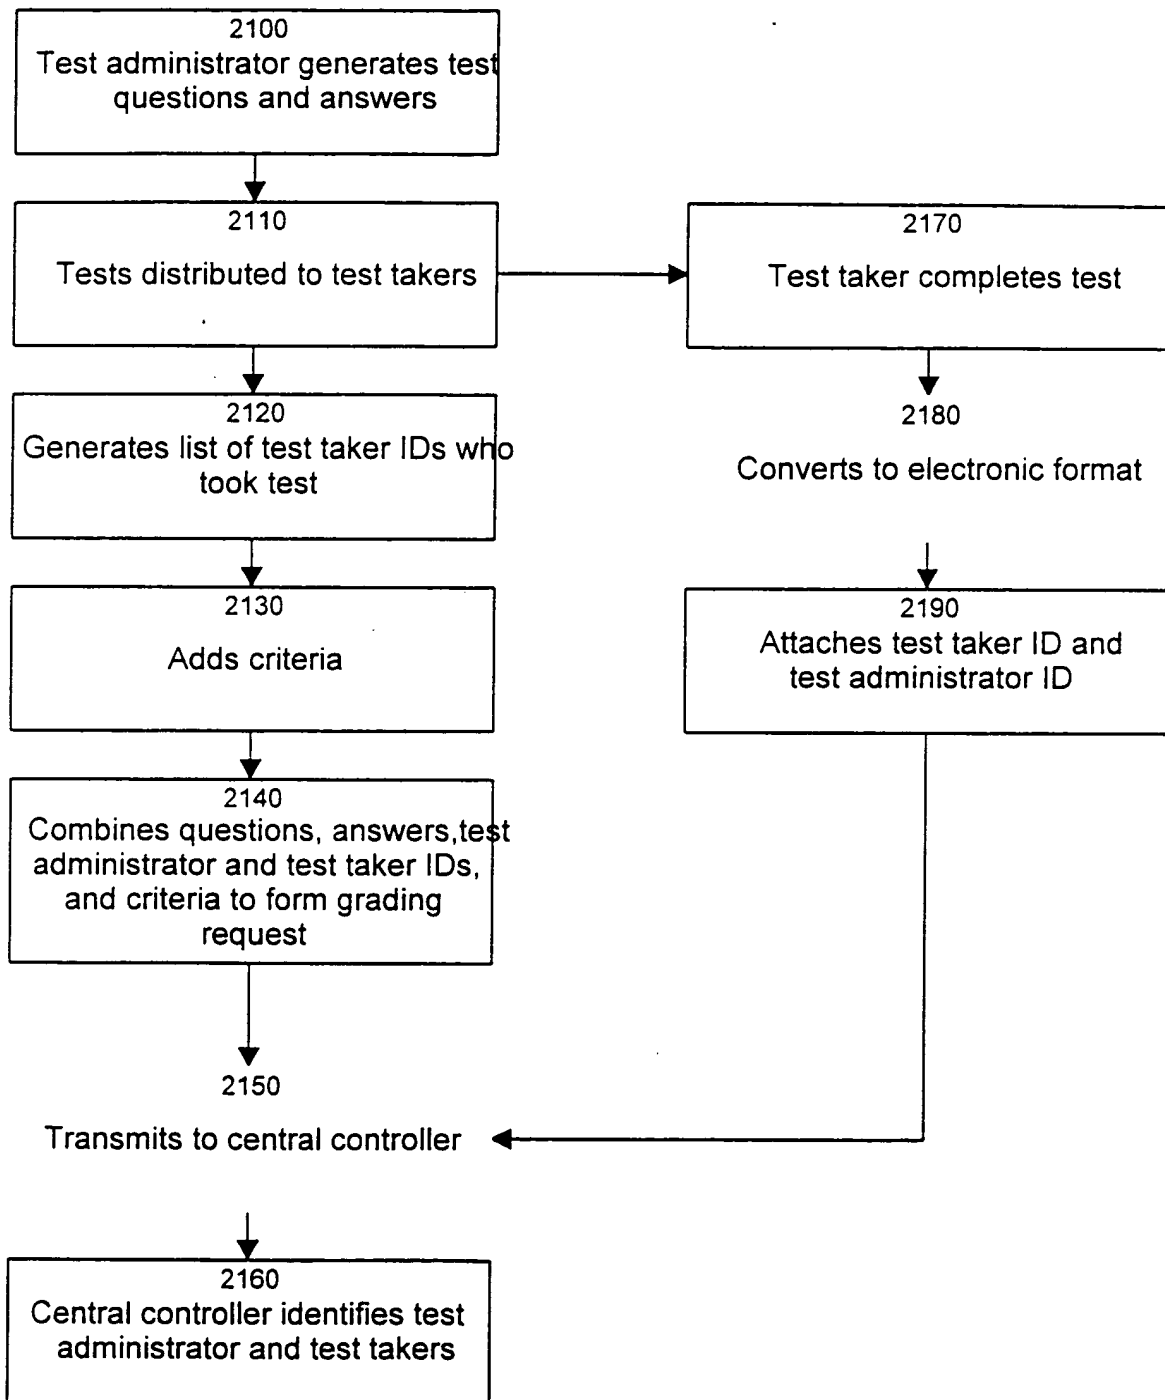 2100
Test administrator generates test
questions and answers
2110
Tests distributed to test takers
2120
Generates list of test taker IDs who
took test
2130
Adds criteria
2140
Combines questions, answers,test
administrator and test taker IDs,
and criteria to form grading
request
2150
Transmits to central controller
2160
Central controller identifies test
administrator and test takers
2170
Test taker completes test
2180
Converts to electronic format
2190
Attaches test taker ID and
test administrator ID